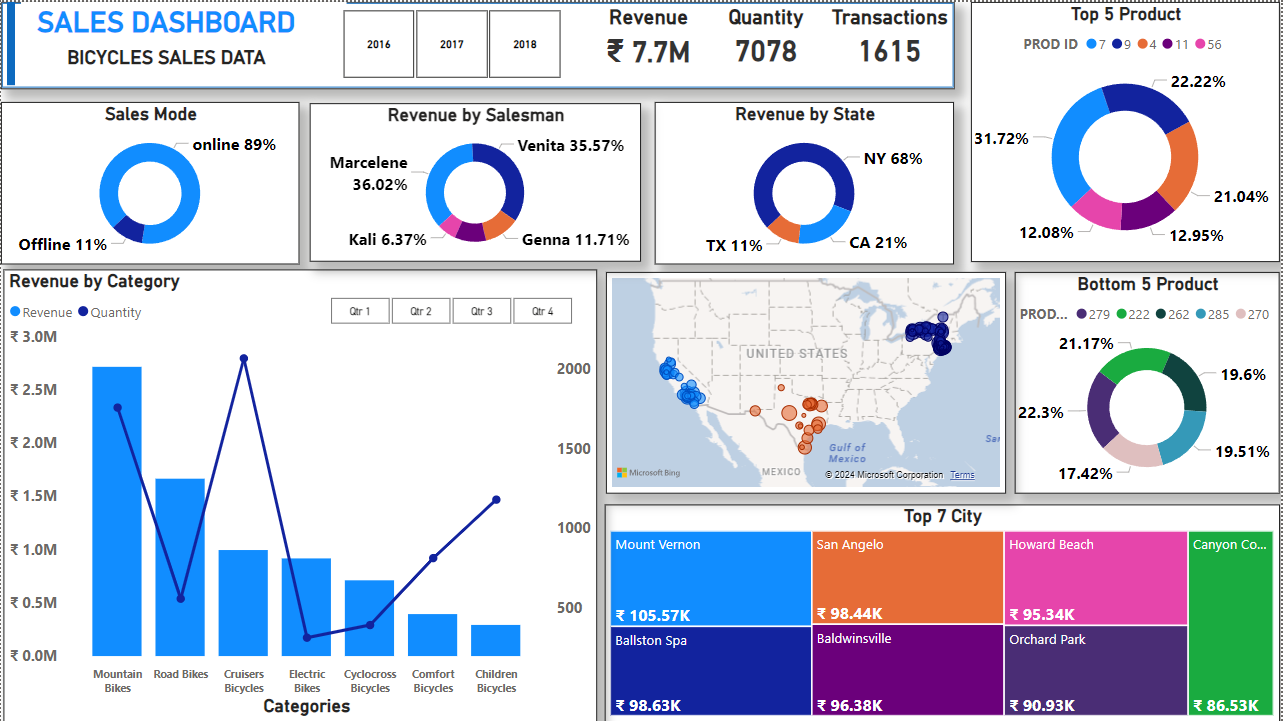 SALES DASHBOARD
BICYCLES SALES DATA
2016
2017
2018
Revenue
₹ 7.7M
Quantity
7078
Transactions
1615
Top 5 Product
PROD ID
7
9
4
11
56
22.22%
31.72%
21.04%
12.08%
12.95%
Sales Mode
online 89%
Offline 11%
Revenue by Salesman
Venita 35.57%
Marcelene
36.02%
Kali 6.37%
Genna 11.71%
Revenue by State
NY 68%
TX 11%
CA 21%
Revenue by Category
Revenue
Quantity
Qtr 1
Qtr 2
Qtr 3
Qtr 4
₹ 3.0M
₹ 2.5M
₹ 2.0M
₹ 1.5M
₹ 1.0M
₹ 0.5M
₹ 0.0M
2000
1500
1000
500
Mountain
Bikes
Road Bikes
Cruisers
Bicycles
Electric
Bikes
Cyclocross
Bicycles
Comfort
Bicycles
Children
Bicycles
Categories
UNITED STATES
Gulf of
Mexico
MEXICO
Sar
Microsoft Bing
© 2024 Microsoft Corporation
Terms
Bottom 5 Product
PROD...
279
222
262
285
270
21.17%
19.6%
22.3%
19.51%
17.42%
Top 7 City
Mount Vernon
₹ 105.57K
San Angelo
₹ 98.44K
Howard Beach
₹ 95.34K
Canyon Co...
₹ 86.53K
Ballston Spa
₹ 98.63K
Baldwinsville
₹ 96.38K
Orchard Park
₹ 90.93K